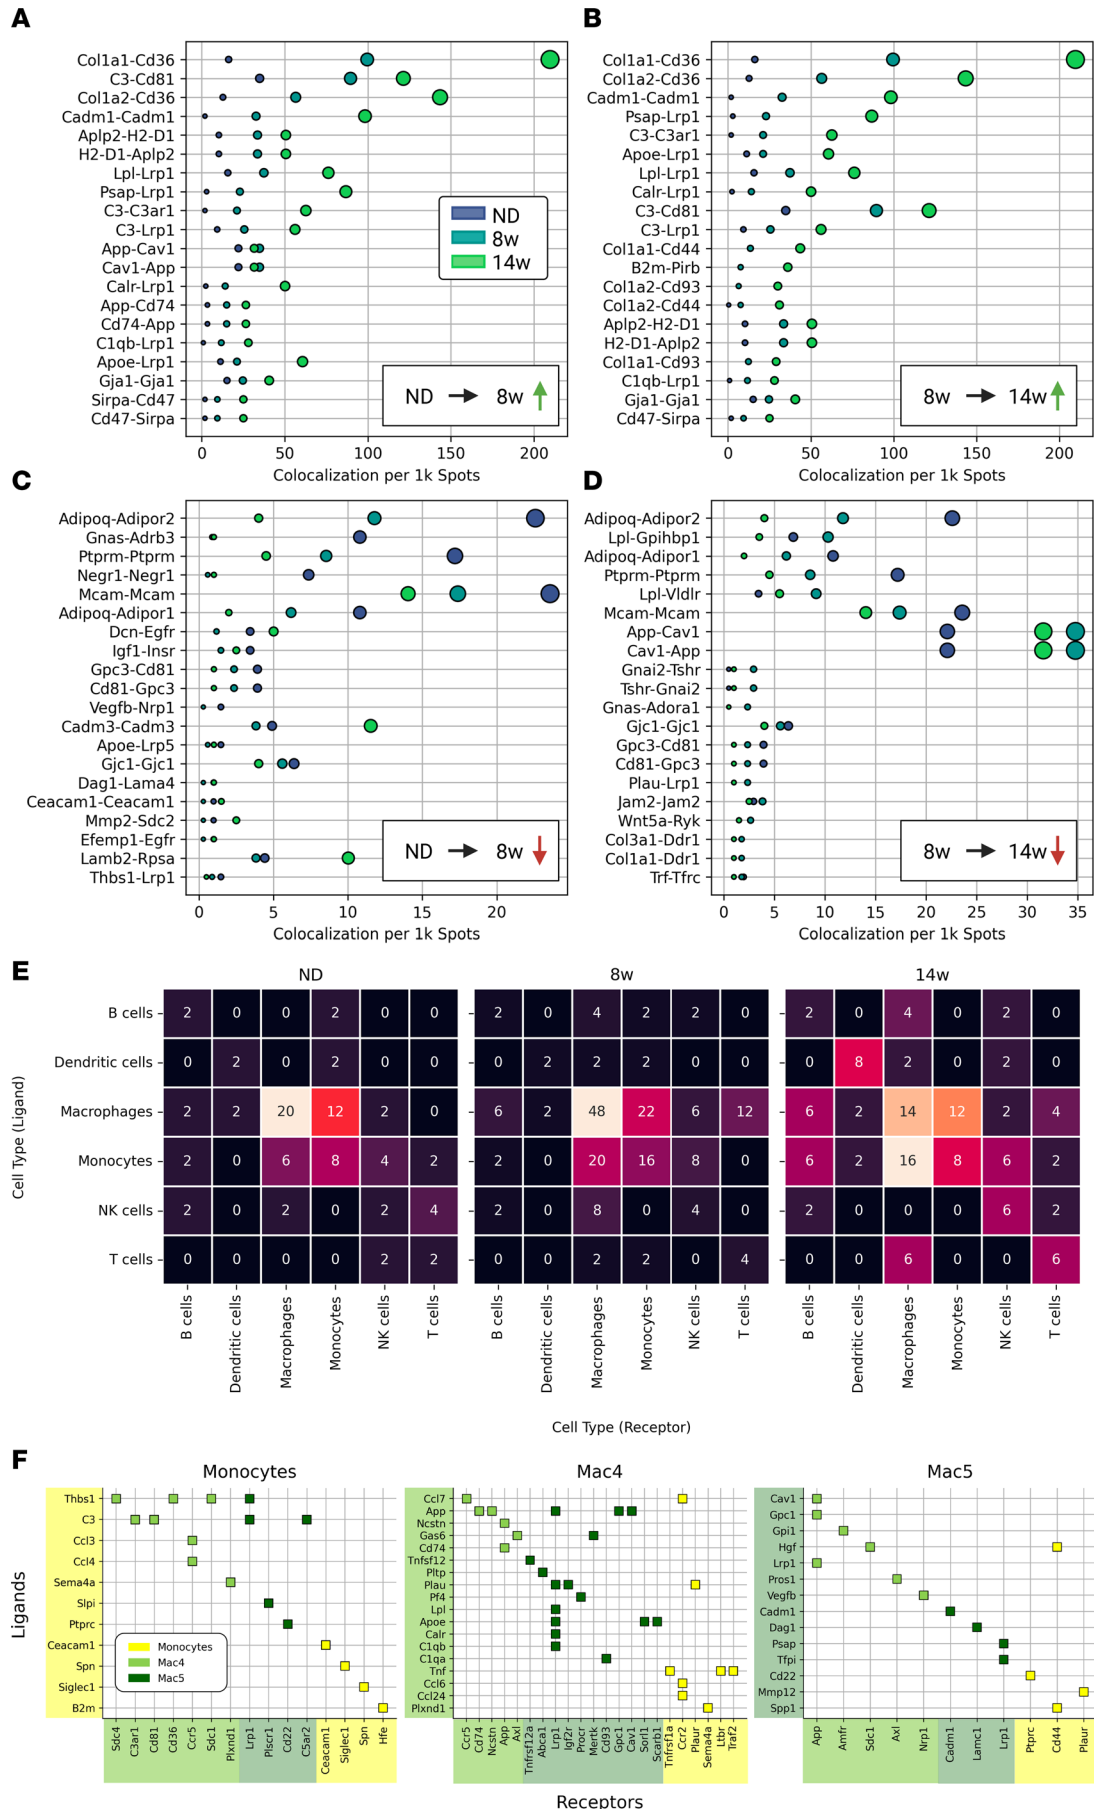 A
Col1a1-Cd36
C3-Cd81
Col1a2-Cd36
Cadm1-Cadm1
Aplp2-H2-D1
H2-D1-Aplp2
Lpl-Lrp1
Psap-Lrp1
C3-C3ar1
C3-Lrp1
App-Cav1
Cav1-App
Calr-Lrp1
App-Cd74
Cd74-App
C1qb-Lrp1
Apoe-Lrp1
Gja1-Gja1
Sirpa-Cd47
Cd47-Sirpa
ND
8w
14w
ND → 8w ↑
0 50 100 150 200
Colocalization per 1k Spots
B
Col1a1-Cd36
Col1a2-Cd36
Cadm1-Cadm1
Psap-Lrp1
C3-C3ar1
Apoe-Lrp1
Lpl-Lrp1
Calr-Lrp1
C3-Cd81
C3-Lrp1
Col1a1-Cd44
B2m-Pirb
Col1a2-Cd93
Col1a2-Cd44
Aplp2-H2-D1
H2-D1-Aplp2
Col1a1-Cd93
C1qb-Lrp1
Gja1-Gja1
Cd47-Sirpa
8w → 14w ↑
0 50 100 150 200
Colocalization per 1k Spots
C
Adipoq-Adipor2
Gnas-Adrb3
Ptprm-Ptprm
Negr1-Negr1
Mcam-Mcam
Adipoq-Adipor1
Dcn-Egfr
Igf1-Insr
Gpc3-Cd81
Cd81-Gpc3
Vegfb-Nrp1
Cadm3-Cadm3
Apoe-Lrp5
Gjc1-Gjc1
Dag1-Lama4
Ceacam1-Ceacam1
Mmp2-Sdc2
Efemp1-Egfr
Lamb2-Rpsa
Thbs1-Lrp1
ND → 8w ↓
0 5 10 15 20
Colocalization per 1k Spots
D
Adipoq-Adipor2
Lpl-Gpihbp1
Adipoq-Adipor1
Ptprm-Ptprm
Lpl-Vldlr
Mcam-Mcam
App-Cav1
Cav1-App
Gnai2-Tshr
Tshr-Gnai2
Gnas-Adora1
Gjc1-Gjc1
Gpc3-Cd81
Cd81-Gpc3
Plau-Lrp1
Jam2-Jam2
Wnt5a-Ryk
Col3a1-Ddr1
Col1a1-Ddr1
Trf-Tfrc
8w → 14w ↓
0 5 10 15 20 25 30 35
Colocalization per 1k Spots
E
ND 8w 14w
Cell Type (Ligand)
B cells 2 0 0 2 0 0 2 0 4 2 2 0 2 0 4 0 2 0
Dendritic cells 0 2 0 2 0 0 0 2 2 2 0 0 0 8 2 0 2 0
Macrophages 2 2 20 12 2 0 6 2 48 22 6 12 6 2 14 12 2 4
Monocytes 2 0 6 8 4 2 2 0 20 16 8 0 6 2 16 8 6 2
NK cells 2 0 2 0 2 4 2 0 8 0 4 0 2 0 0 0 6 2
T cells 0 0 0 0 2 2 0 0 2 2 0 4 0 0 6 0 0 6
B cells Dendritic cells Macrophages Monocytes NK cells T cells B cells Dendritic cells Macrophages Monocytes NK cells T cells B cells Dendritic cells Macrophages Monocytes NK cells T cells
Cell Type (Receptor)
F
Ligands
Monocytes
Thbs1
C3
Ccl3
Ccl4
Sema4a
Slpi
Ptprc
Ceacam1
Spn
Siglec1
B2m
Monocytes
Mac4
Mac5
Sdc4 C3ar1 Cd81 Cd36 Ccr5 Sdc1 Plxnd1 Lrp1 Plscr1 Cd22 C5ar2 Ceacam1 Siglec1 Spn Hfe
Mac4
Ccl7
App
Ncstn
Gas6
Cd74
Tnfsf12
Pltp
Plau
Pf4
Lpl
Apoe
Calr
C1qb
C1qa
Tnf
Ccl6
Ccl24
Plxnd1
Ccr5 Cd74 Ncstn App Axl Tnfrsf12a Abca1 Lrp1 Igf2r Procr Mertk Cd93 Gpc1 Cav1 Sorl1 Scarb1 Tnfrsf1a Ccr2 Plaur Sema4a Ltbr Traf2
Mac5
Cav1
Gpc1
Gpi1
Hgf
Lrp1
Pros1
Vegfb
Cadm1
Dag1
Psap
Tfpi
Cd22
Mmp12
Spp1
App Amfr Sdc1 Axl Nrp1 Cadm1 Lamc1 Lrp1 Ptprc Cd44 Plaur
Receptors